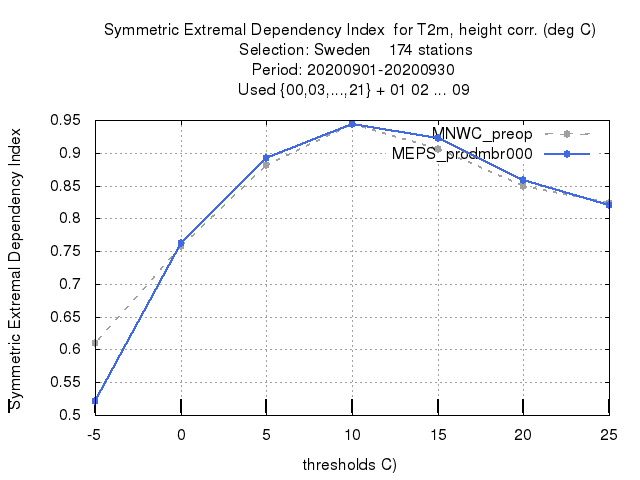 Symmetric Extremal Dependency Index  for T2m, height corr. (deg C)
Selection: Sweden    174 stations
Period: 20200901-20200930
Used {00,03,...,21} + 01 02 ... 09
Symmetric Extremal Dependency Index
0.95
0.9
0.85
0.8
0.75
0.7
0.65
0.6
0.55
0.5
MNWC_preop
MEPS_prodmbr000
-5 0 5 10 15 20 25
thresholds C)